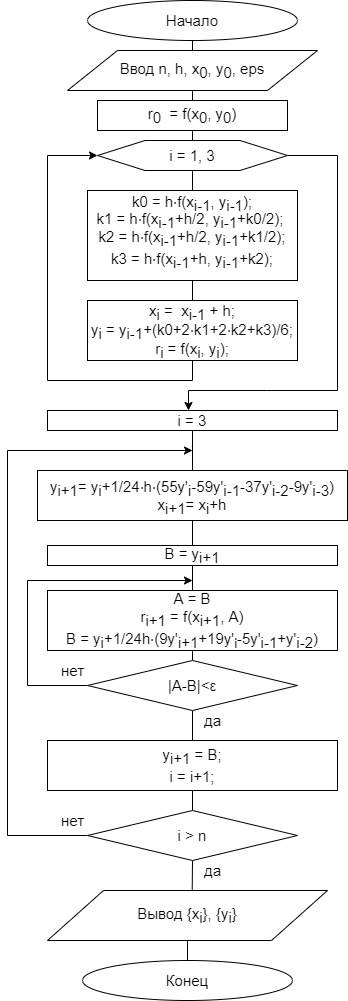 Начало
Ввод n, h, x₀, y₀, eps
r₀ = f(x₀, y₀)
i = 1, 3
k0 = h·f(xᵢ₋₁, yᵢ₋₁);
k1 = h·f(xᵢ₋₁+h/2, yᵢ₋₁+k0/2);
k2 = h·f(xᵢ₋₁+h/2, yᵢ₋₁+k1/2);
k3 = h·f(xᵢ₋₁+h, yᵢ₋₁+k2);
xᵢ = xᵢ₋₁ + h;
yᵢ = yᵢ₋₁+(k0+2·k1+2·k2+k3)/6;
rᵢ = f(xᵢ, yᵢ);
i = 3
yᵢ₊₁= yᵢ+1/24·h·(55y'ᵢ-59y'ᵢ₋₁-37y'ᵢ₋₂-9y'ᵢ₋₃)
xᵢ₊₁= xᵢ+h
B = yᵢ₊₁
A = B
rᵢ₊₁ = f(xᵢ₊₁, A)
B = yᵢ+1/24h·(9y'ᵢ₊₁+19y'ᵢ-5y'ᵢ₋₁+y'ᵢ₋₂)
нет
|A-B|<ε
да
yᵢ₊₁ = B;
i = i+1;
нет
i > n
да
Вывод {xᵢ}, {yᵢ}
Конец